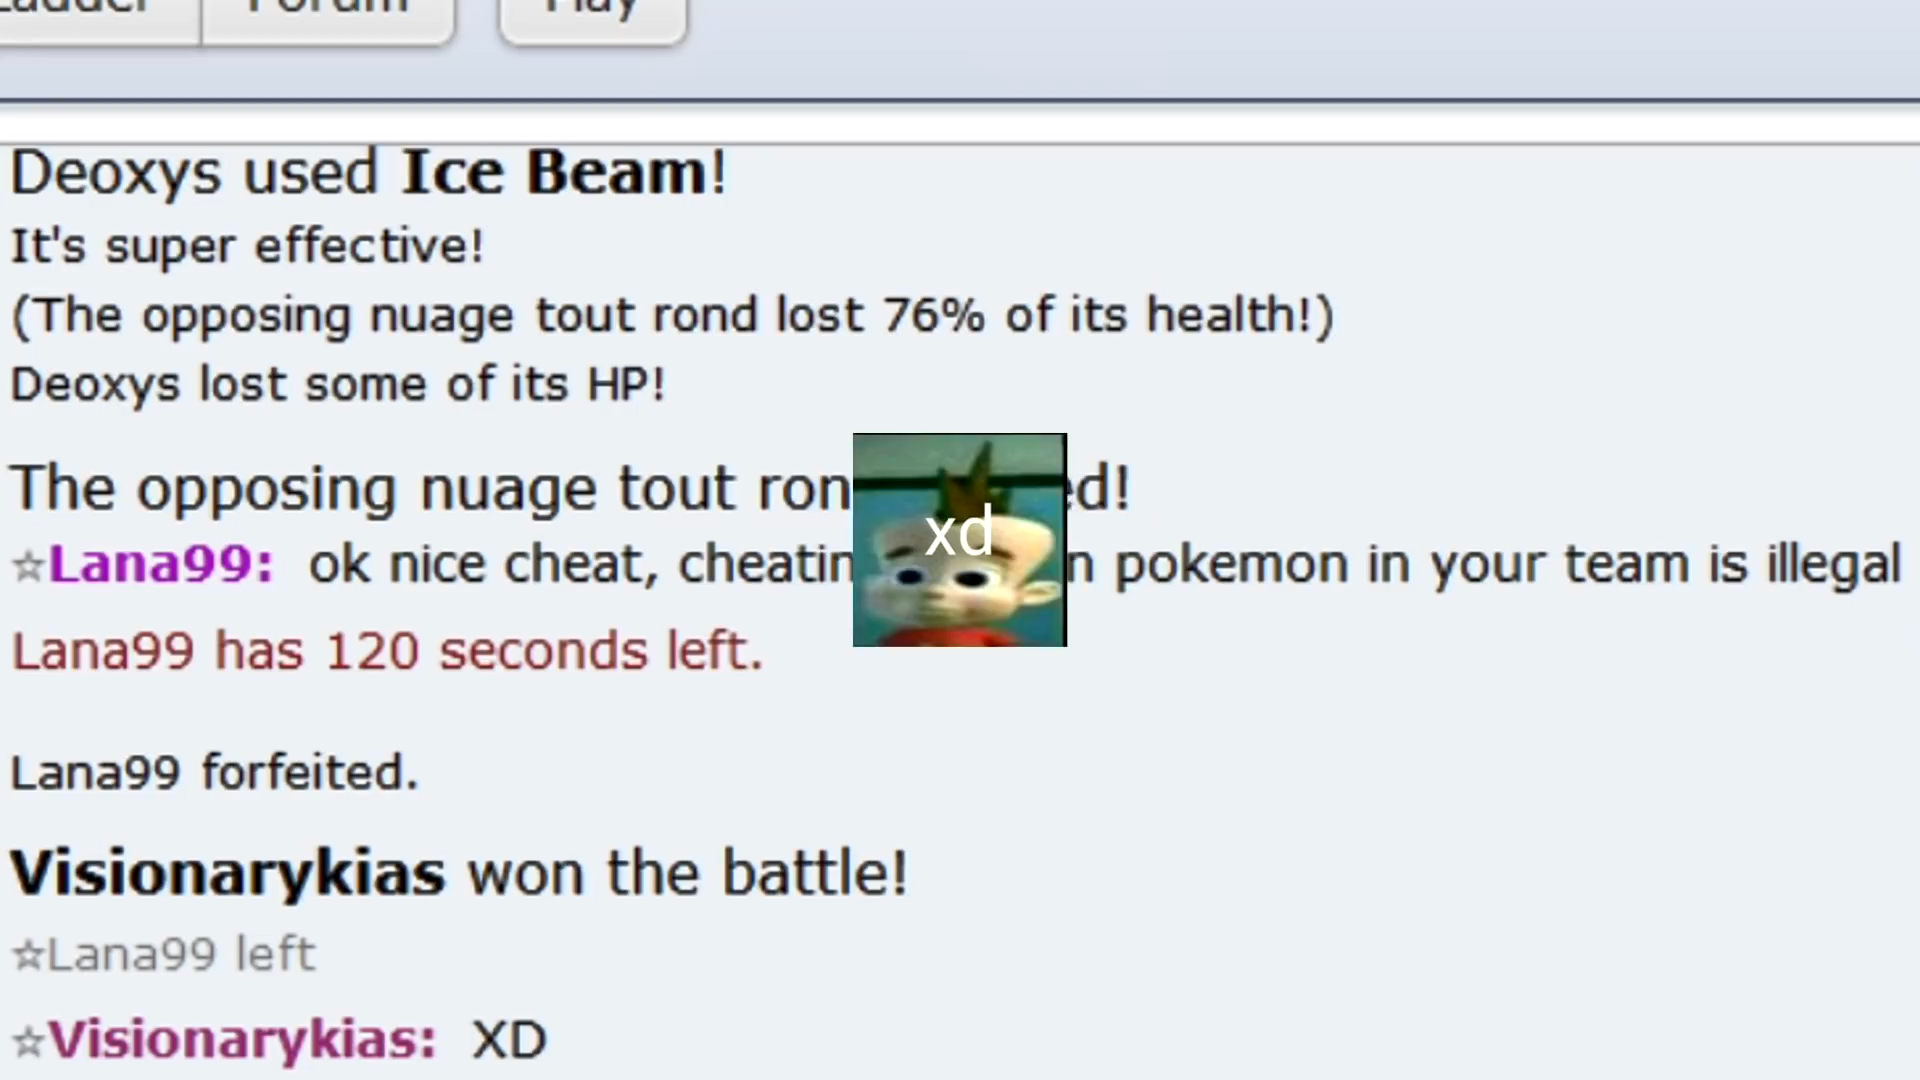 Forum
Deoxys used Ice Beam!
It's super effective!
(The opposing nuage tout rond lost 76% of its health!)
Deoxys lost some of its HP!
The opposing nuage tout
☆Lana99: ok nice cheat, pokemon in your team is illegal
xd
Lana99 has 120 seconds left.
Lana99 forfeited.
Visionarykias won the battle!
☆Lana99 left
☆Visionarykias: XD